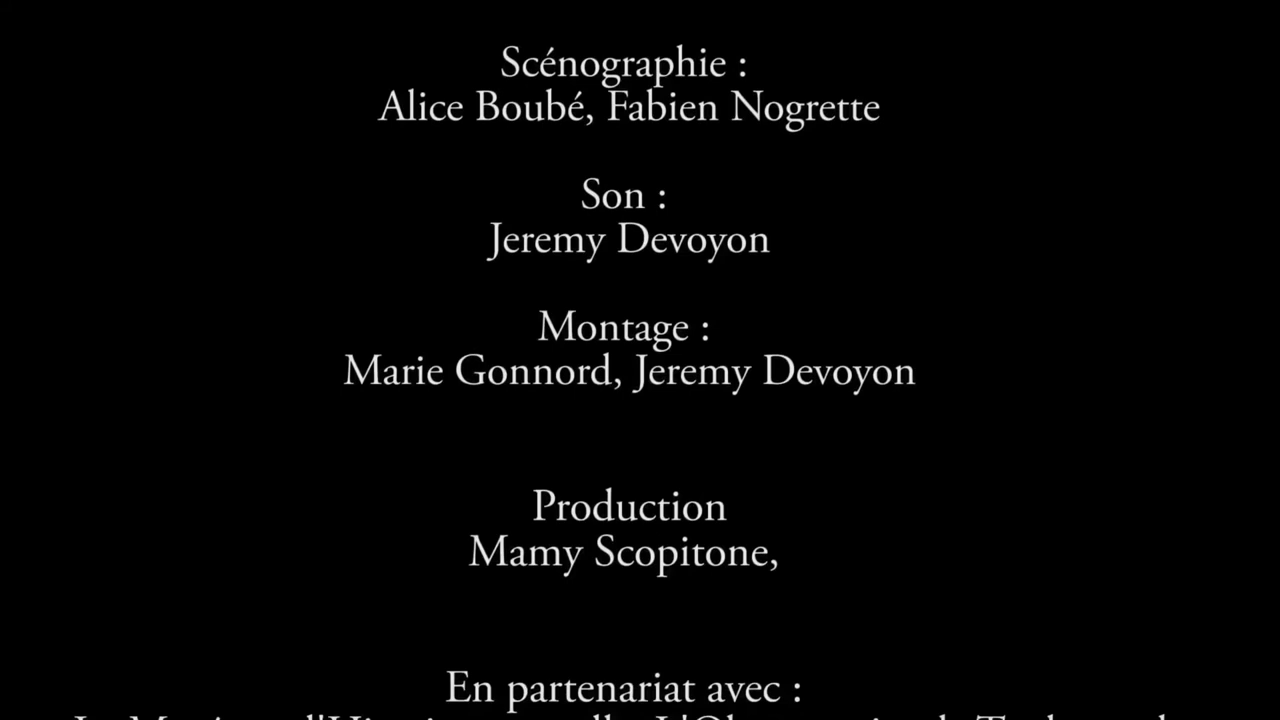 Scénographie :
Alice Boubé, Fabien Nogrette
Son :
Jeremy Devoyon
Montage :
Marie Gonnord, Jeremy Devoyon
Production
Mamy Scopitone,
En partenariat avec :